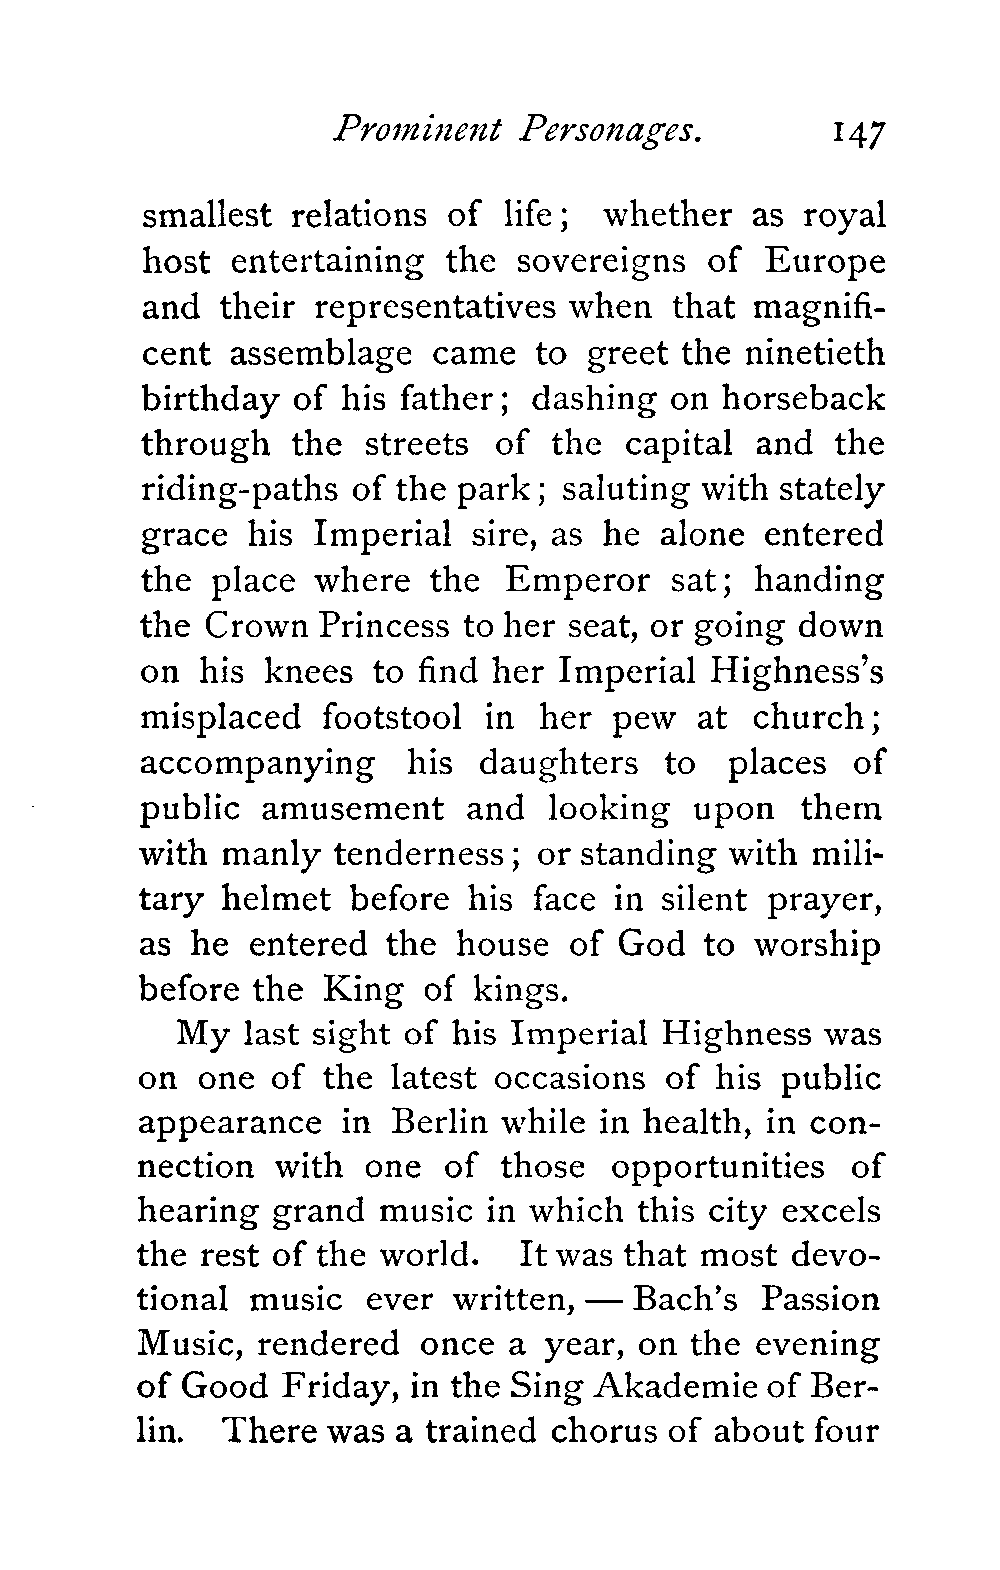 Prominent Personages. 147
smallest relations of life; whether as royal
host entertaining the sovereigns of Europe
and their representatives when that magnifi-
cent assemblage came to greet the ninetieth
birthday of his father; dashing on horseback
through the streets of the capital and the
riding-paths of the park; saluting with stately
grace his Imperial sire, as he alone entered
the place where the Emperor sat; handing
the Crown Princess to her seat, or going down
on his knees to find her Imperial Highness's
misplaced footstool in her pew at church;
accompanying his daughters to places of
public amusement and looking upon them
with manly tenderness; or standing with mili-
tary helmet before his face in silent prayer,
as he entered the house of God to worship
before the King of kings.
My last sight of his Imperial Highness was
on one of the latest occasions of his public
appearance in Berlin while in health, in con-
nection with one of those opportunities of
hearing grand music in which this city excels
the rest of the world. It was that most devo-
tional music ever written, — Bach's Passion
Music, rendered once a year, on the evening
of Good Friday, in the Sing Akademie of Ber-
lin. There was a trained chorus of about four